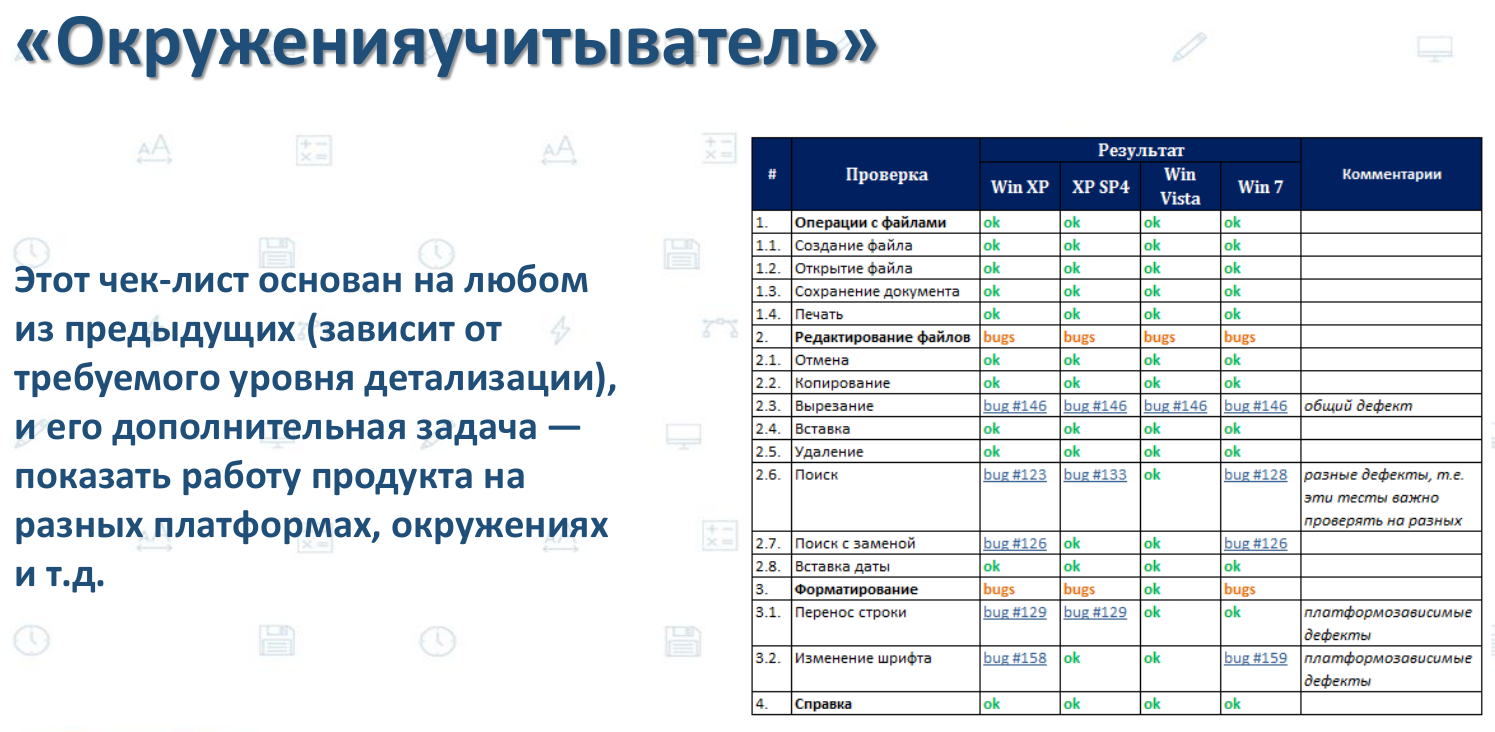 «Окруженияучитыватель»
Этот чек-лист основан на любом
из предыдущих (зависит от
требуемого уровня детализации),
и его дополнительная задача —
показать работу продукта на
разных платформах, окружениях
и т.д.
# Проверка Результат Комментарии
Win XP XP SP4 Win Vista Win 7
1. Операции с файлами ok ok ok ok
1.1. Создание файла ok ok ok ok
1.2. Открытие файла ok ok ok ok
1.3. Сохранение документа ok ok ok ok
1.4. Печать ok ok ok ok
2. Редактирование файлов bugs bugs bugs bugs
2.1. Отмена ok ok ok ok
2.2. Копирование ok ok ok ok
2.3. Вырезание bug #146 bug #146 bug #146 bug #146 общий дефект
2.4. Вставка ok ok ok ok
2.5. Удаление ok ok ok ok
2.6. Поиск bug #123 bug #133 ok bug #128 разные дефекты, т.е.
эти тесты важно
проверять на разных
2.7. Поиск с заменой bug #126 ok ok bug #126
2.8. Вставка даты ok ok ok ok
3. Форматирование bugs bugs ok bugs
3.1. Перенос строки bug #129 bug #129 ok ok платформозависимые
дефекты
3.2. Изменение шрифта bug #158 ok ok bug #159 платформозависимые
дефекты
4. Справка ok ok ok ok